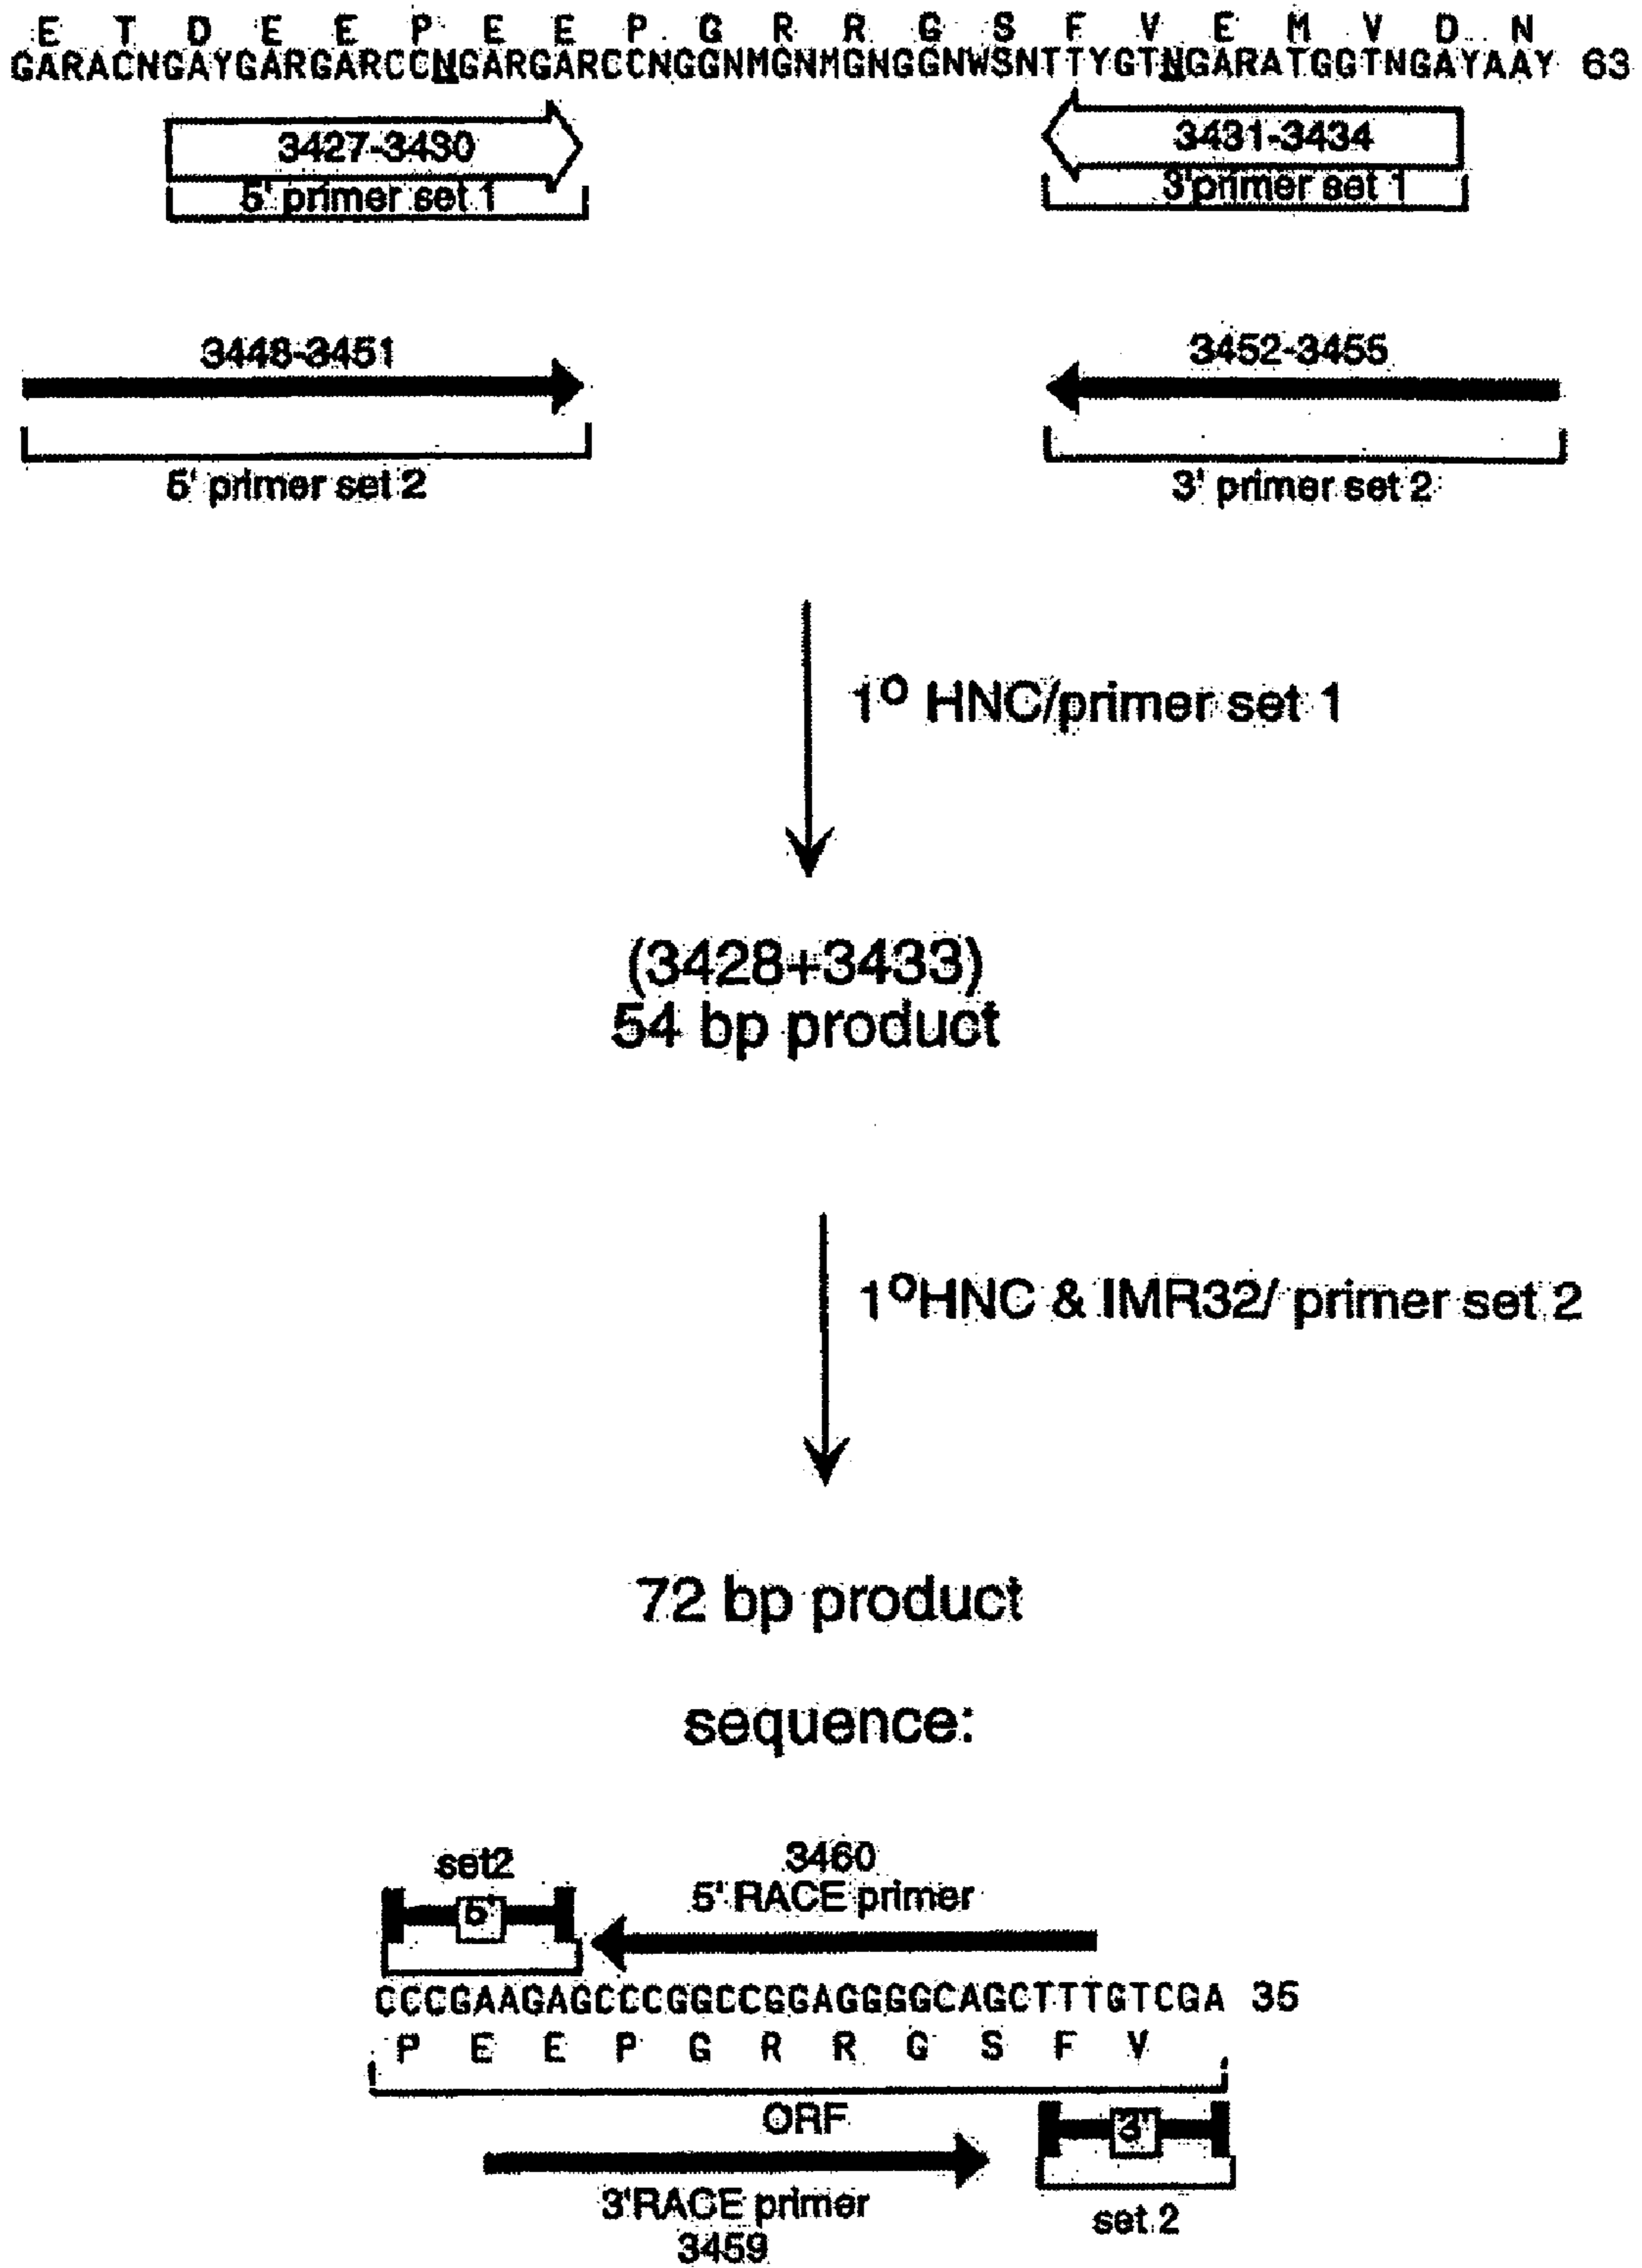 E T D E E P E E P G R R G S F V E M V D N
GARACNGAYGARGARCCNGARGARCCNGGNMGNMGNGGNWSNTTYGTNGARATGGTNGAYAAY 63
3427-3430 3431-3434
5' primer set 1 3'primer set 1
3448-3451 3452-3455
5' primer set 2 3' primer set 2
1º HNC/primer set 1
(3428+3433)
54 bp product
1ºHNC & IMR32/ primer set 2
72 bp product
sequence:
set2 3460
5' 5' RACE primer
CCCGAAGAGCCCGGCCGGAGGGGCAGCTTTGTCGA 35
P E E P G R R G S F V
ORF
3'
3'RACE primer set 2
3459